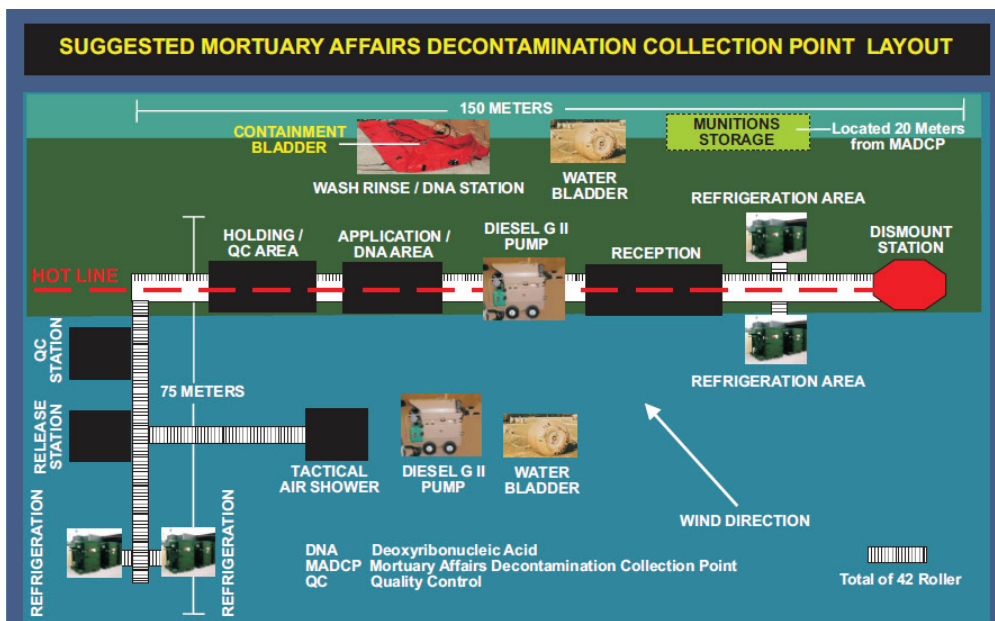 SUGGESTED MORTUARY AFFAIRS DECONTAMINATION COLLECTION POINT LAYOUT
150 METERS
CONTAINMENT
BLADDER
WASH RINSE / DNA STATION
WATER
BLADDER
MUNITIONS
STORAGE
Located 20 Meters
from MADCP
HOT LINE
HOLDING /
QC AREA
APPLICATION /
DNA AREA
DIESEL G II
PUMP
RECEPTION
REFRIGERATION AREA
DISMOUNT
STATION
REFRIGERATION AREA
QC
STATION
75 METERS
RELEASE
STATION
TACTICAL
AIR SHOWER
DIESEL G II
PUMP
WATER
BLADDER
WIND DIRECTION
REFRIGERATION
REFRIGERATION
DNA Deoxyribonucleic Acid
MADCP Mortuary Affairs Decontamination Collection Point
QC Quality Control
Total of 42 Roller